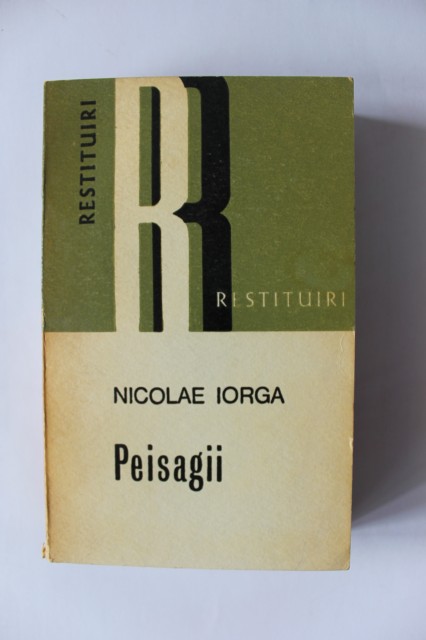 RESTITUIRI
R
RESTITUIRI
NICOLAE IORGA
Peisagii